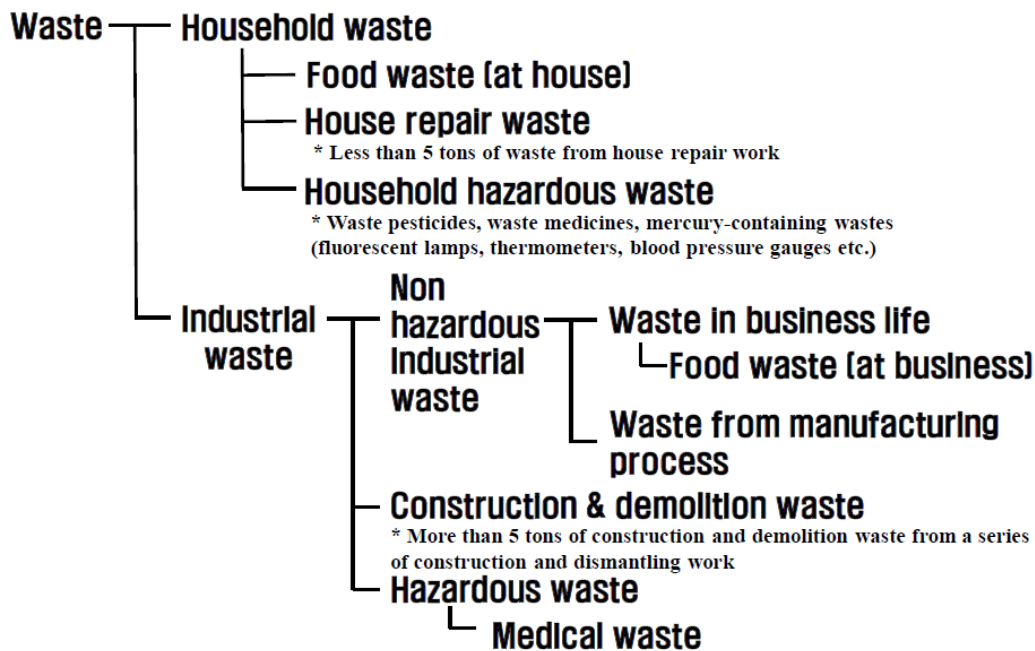 Waste
Household waste
Food waste (at house)
House repair waste
* Less than 5 tons of waste from house repair work
Household hazardous waste
* Waste pesticides, waste medicines, mercury-containing wastes
(fluorescent lamps, thermometers, blood pressure gauges etc.)
Industrial
waste
Non
hazardous
Industrial
waste
Waste in business life
Food waste (at business)
Waste from manufacturing
process
Construction & demolition waste
* More than 5 tons of construction and demolition waste from a series
of construction and dismantling work
Hazardous waste
Medical waste